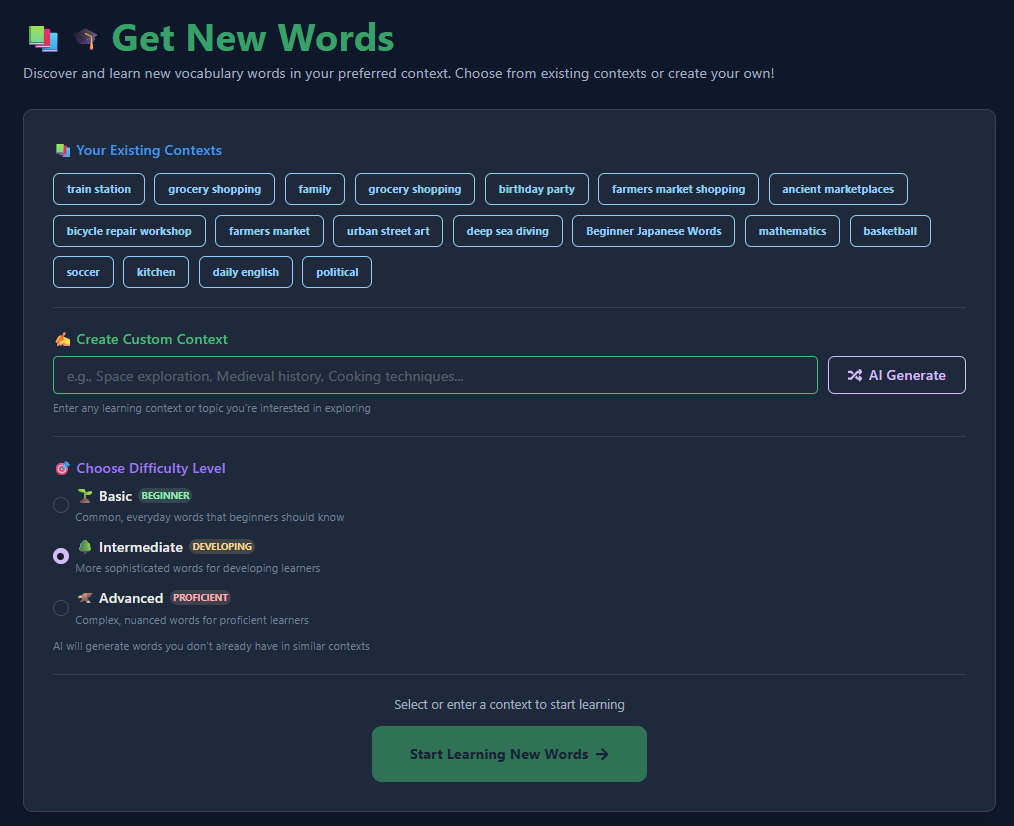 Get New Words
Discover and learn new vocabulary words in your preferred context. Choose from existing contexts or create your own!
Your Existing Contexts
train station grocery shopping family grocery shopping birthday party farmers market shopping ancient marketplaces
bicycle repair workshop farmers market urban street art deep sea diving Beginner Japanese Words mathematics basketball
soccer kitchen daily english political
Create Custom Context
e.g., Space exploration, Medieval history, Cooking techniques... AI Generate
Enter any learning context or topic you're interested in exploring
Choose Difficulty Level
Basic BEGINNER
Common, everyday words that beginners should know
Intermediate DEVELOPING
More sophisticated words for developing learners
Advanced PROFICIENT
Complex, nuanced words for proficient learners
AI will generate words you don't already have in similar contexts
Select or enter a context to start learning
Start Learning New Words →